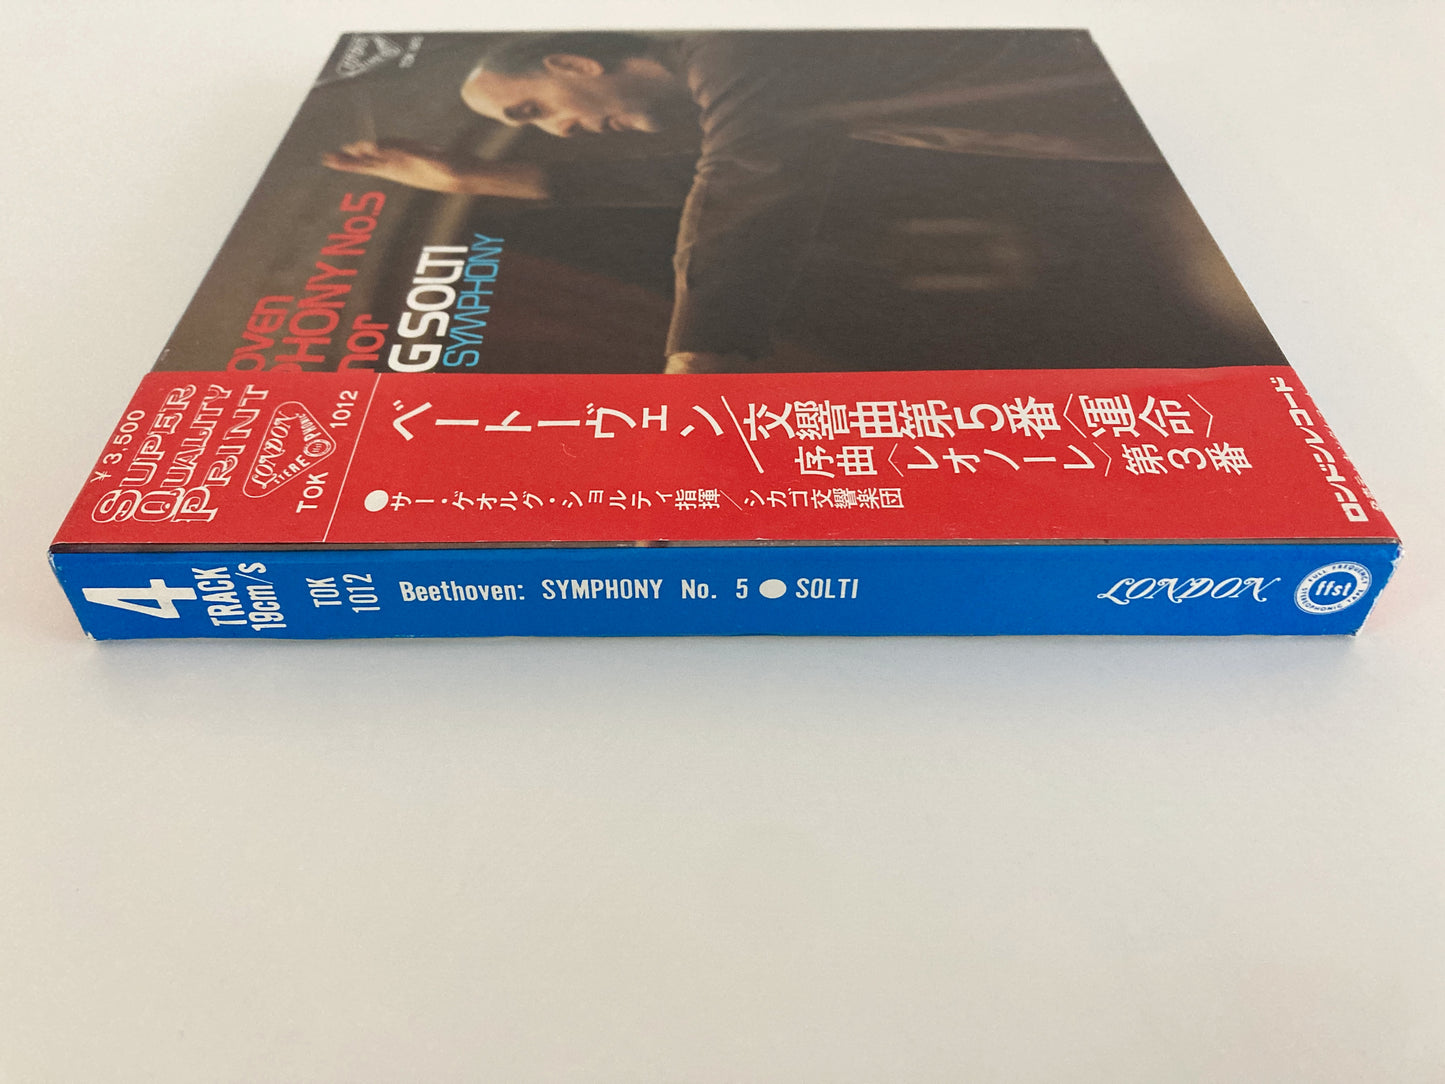 OVEN
PHONY No.5
nor
G SOLTI
SYMPHONY
¥ 3,500
SUPER
QUALITY
PRINT
LONDON
TOK
1012
ベートーヴェン/交響曲第5番〈運命〉
序曲〈レオノーレ〉第3番
●サー・ゲオルグ・ショルティ指揮/シカゴ交響楽団
ロンドンレコード
4
TRACK
19cm/s
TOK
1012
Beethoven: SYMPHONY No. 5 ● SOLTI
LONDON
FULL FREQUENCY
ffst
STEREOPHONIC TAPE